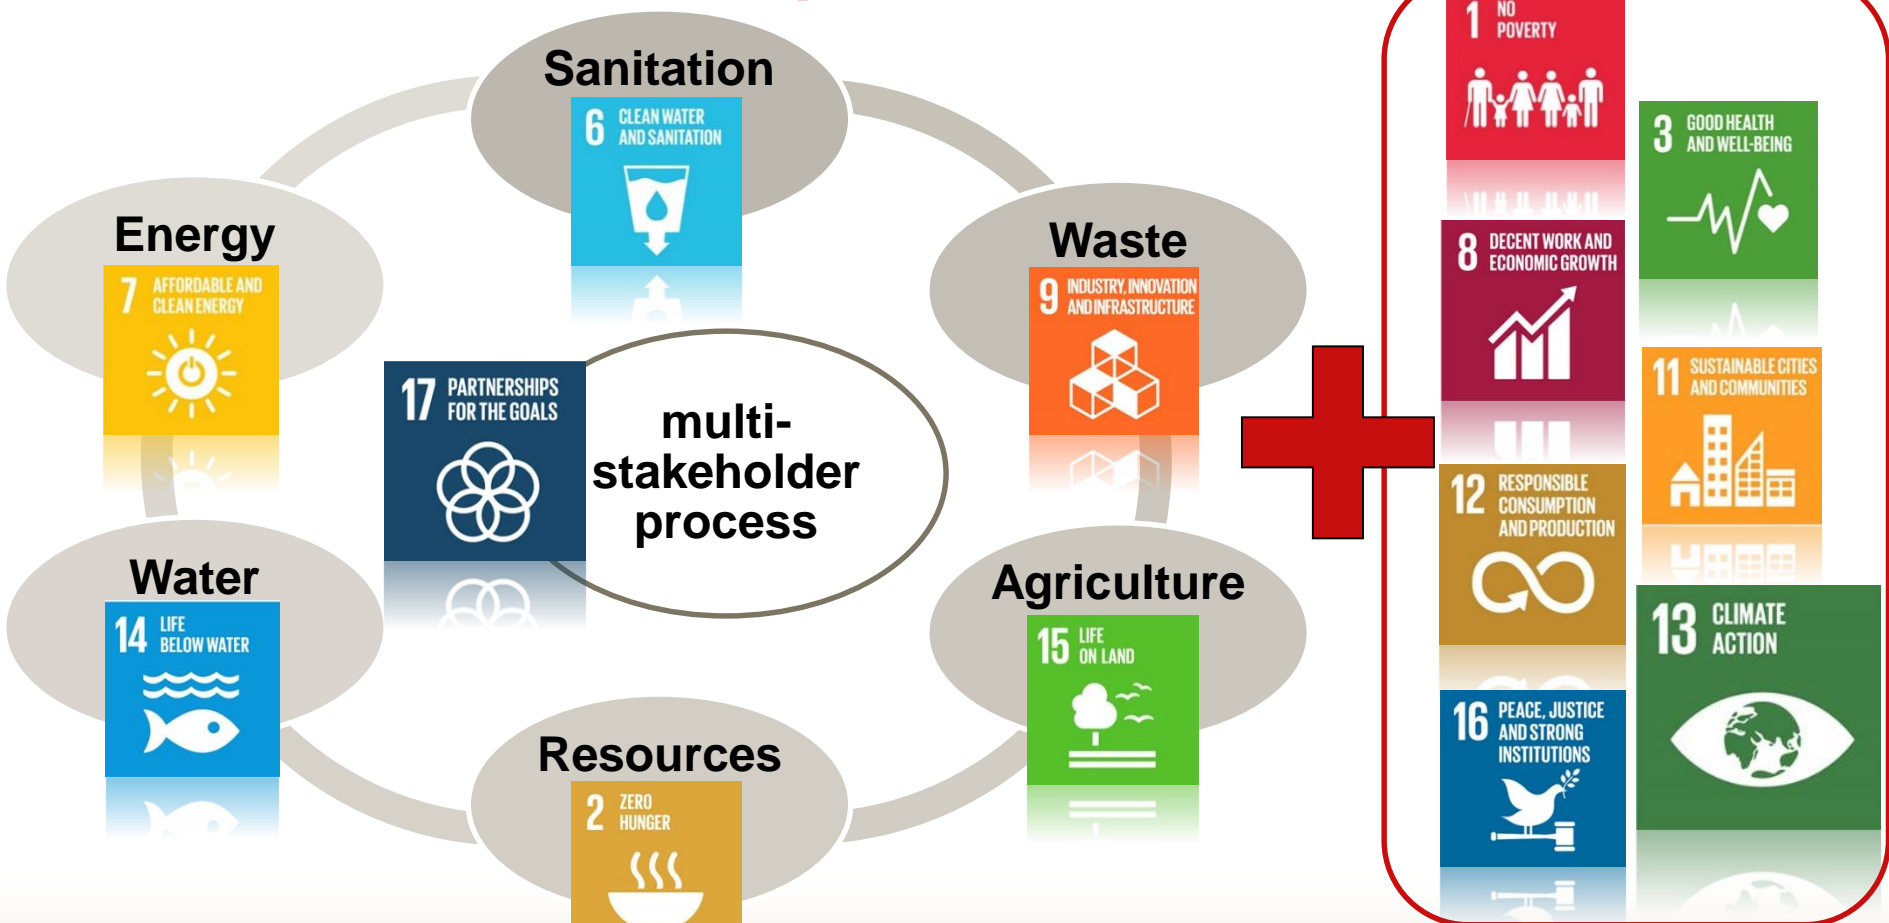 Sanitation
6 CLEAN WATER
AND SANITATION
Energy
7 AFFORDABLE AND
CLEAN ENERGY
Waste
9 INDUSTRY, INNOVATION
AND INFRASTRUCTURE
17 PARTNERSHIPS
FOR THE GOALS
multi-
stakeholder
process
Water
14 LIFE
BELOW WATER
Agriculture
15 LIFE
ON LAND
Resources
2 ZERO
HUNGER
1 NO
POVERTY
3 GOOD HEALTH
AND WELL-BEING
8 DECENT WORK AND
ECONOMIC GROWTH
11 SUSTAINABLE CITIES
AND COMMUNITIES
12 RESPONSIBLE
CONSUMPTION
AND PRODUCTION
13 CLIMATE
ACTION
16 PEACE, JUSTICE
AND STRONG
INSTITUTIONS